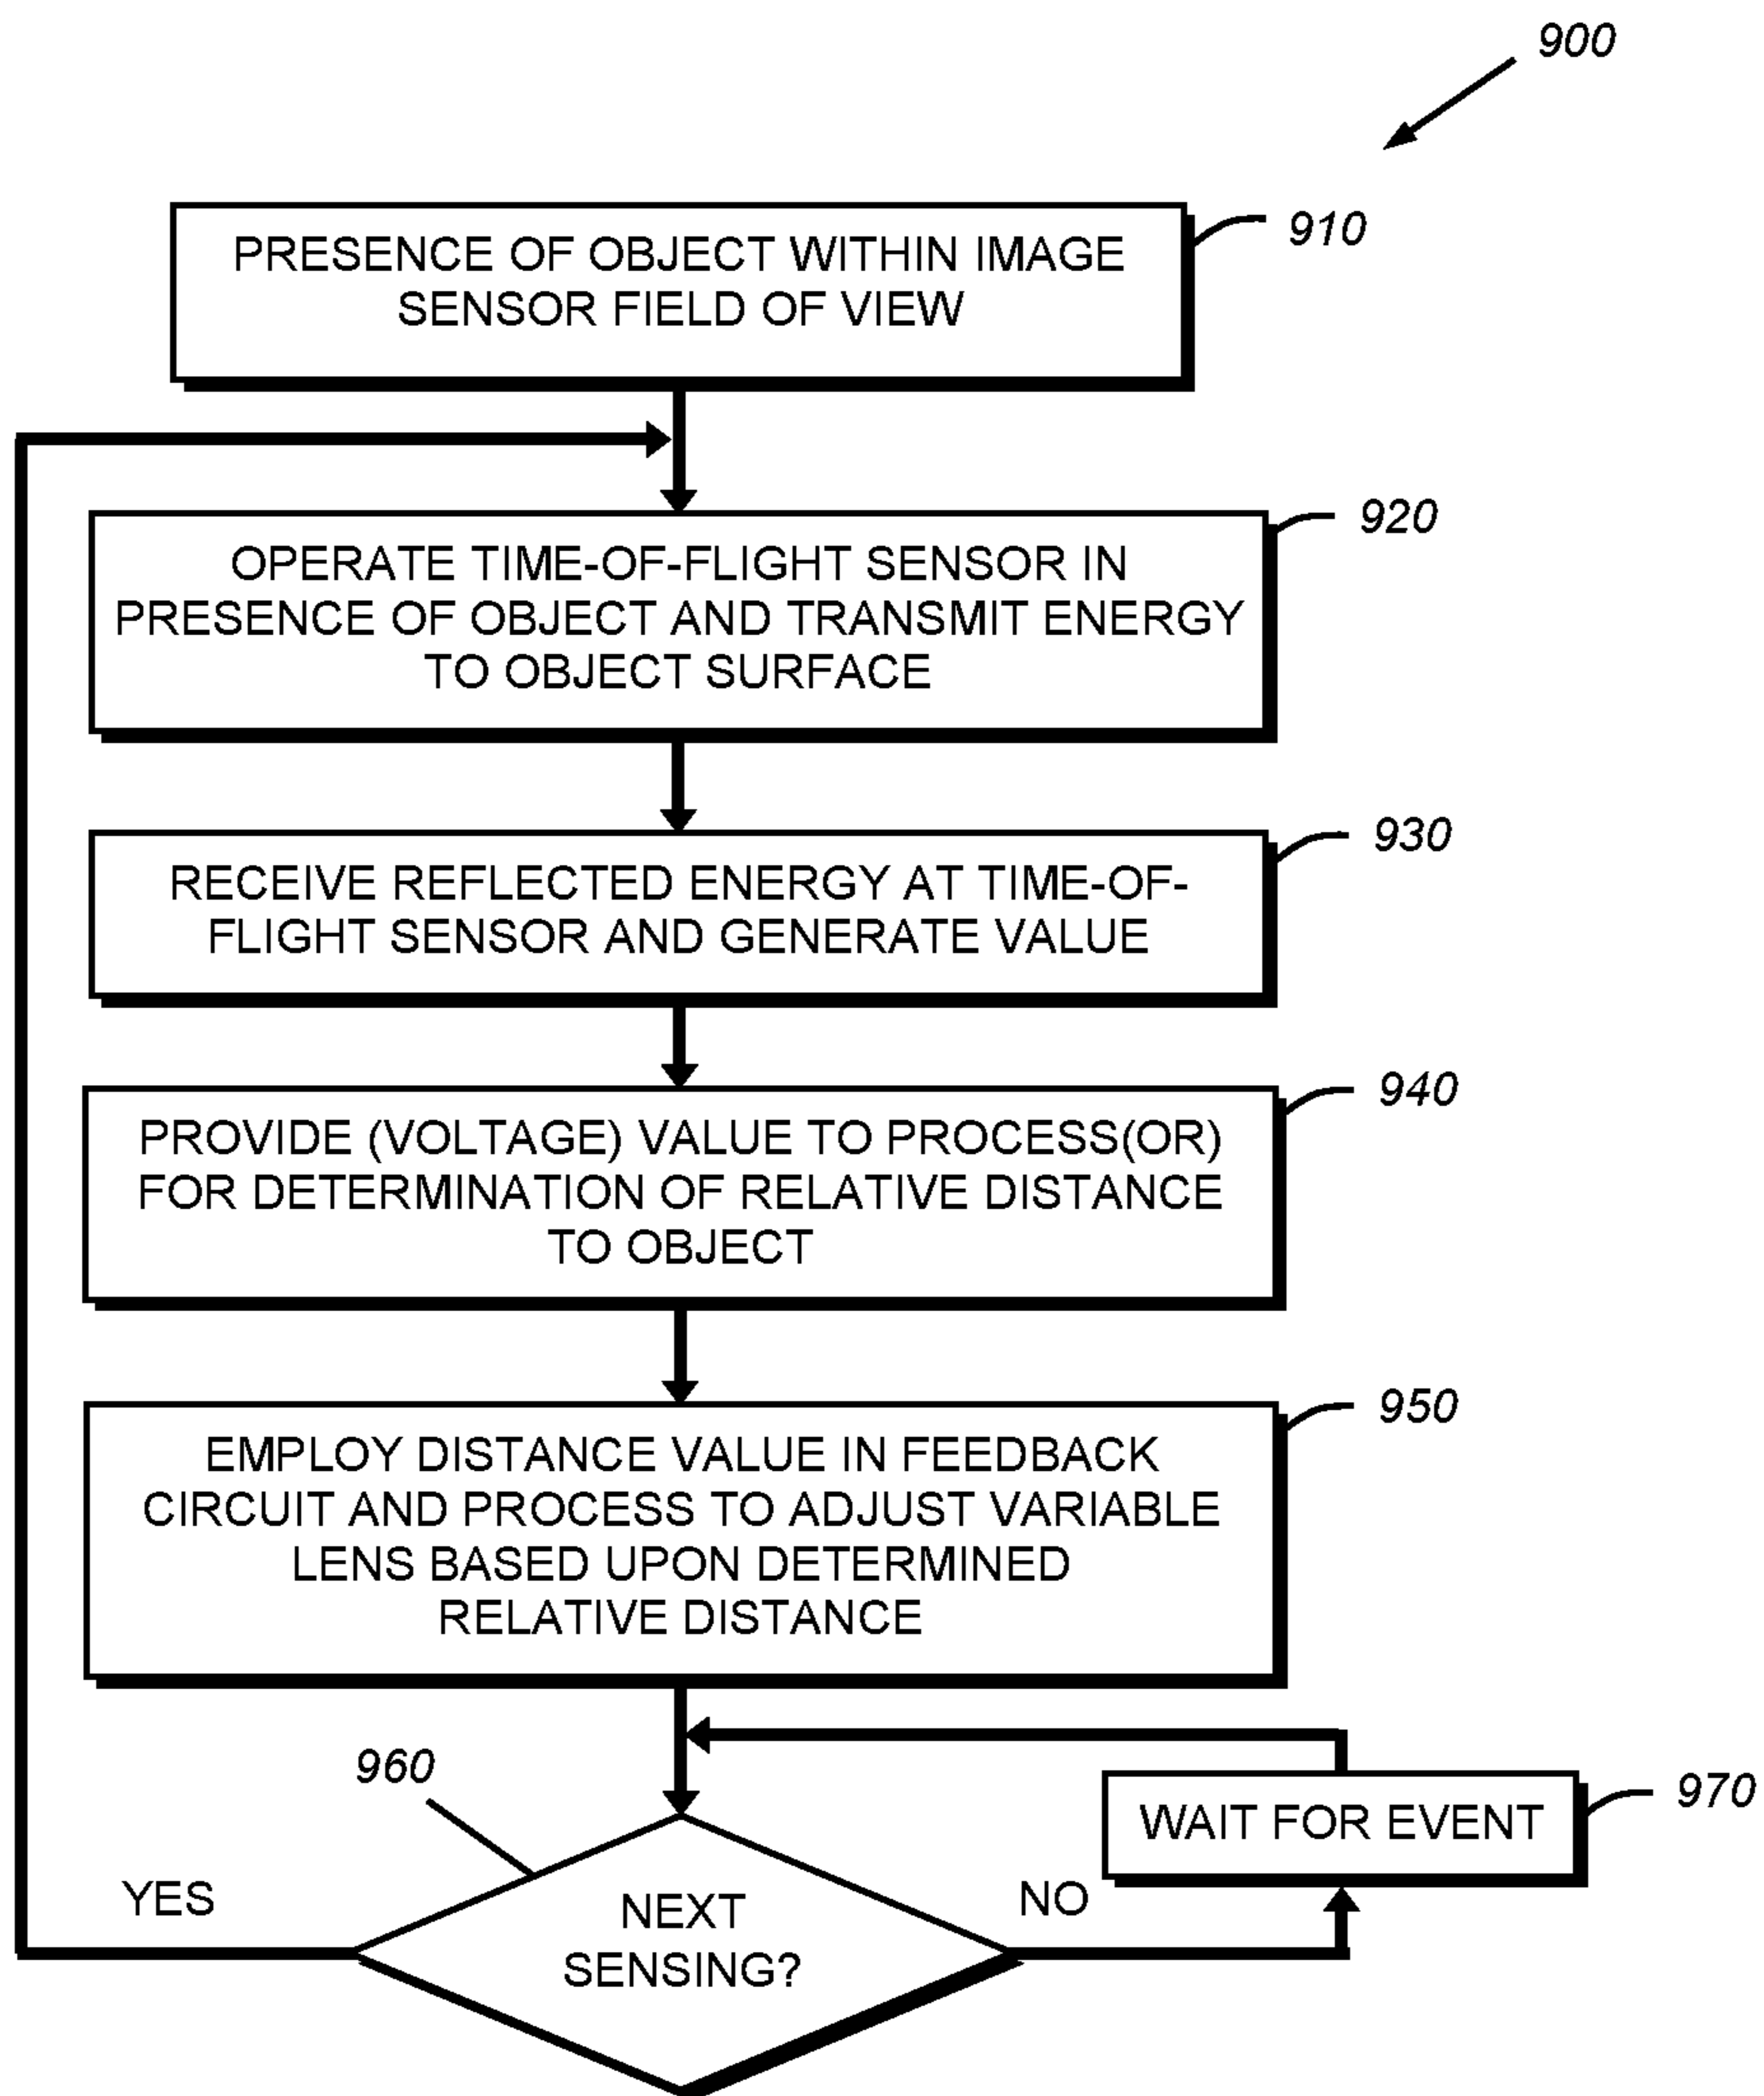 900
PRESENCE OF OBJECT WITHIN IMAGE
SENSOR FIELD OF VIEW
910
OPERATE TIME-OF-FLIGHT SENSOR IN
PRESENCE OF OBJECT AND TRANSMIT ENERGY
TO OBJECT SURFACE
920
RECEIVE REFLECTED ENERGY AT TIME-OF-
FLIGHT SENSOR AND GENERATE VALUE
930
PROVIDE (VOLTAGE) VALUE TO PROCESS(OR)
FOR DETERMINATION OF RELATIVE DISTANCE
TO OBJECT
940
EMPLOY DISTANCE VALUE IN FEEDBACK
CIRCUIT AND PROCESS TO ADJUST VARIABLE
LENS BASED UPON DETERMINED
RELATIVE DISTANCE
950
960
WAIT FOR EVENT
970
YES
NEXT
SENSING?
NO